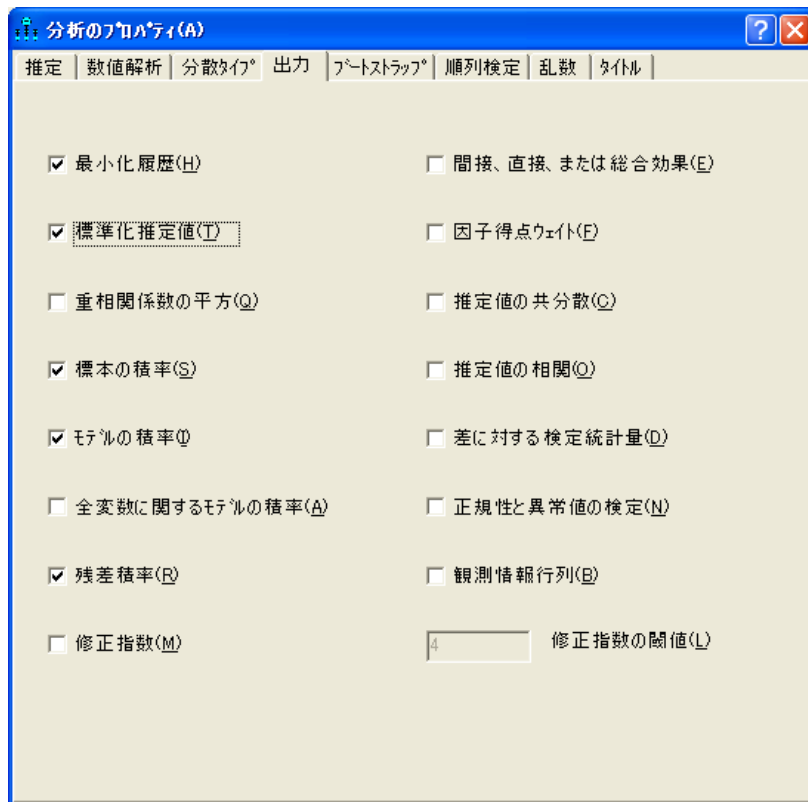 分析のﾌﾟﾛﾊﾟﾃｨ(A)
推定 数値解析 分散ﾀｲﾌﾟ 出力 ﾌﾞｰﾄｽﾄﾗｯﾌﾟ 順列検定 乱数 ﾀｲﾄﾙ
最小化履歴(H)
間接、直接、または総合効果(E)
標準化推定値(T)
因子得点ｳｪｲﾄ(F)
重相関係数の平方(Q)
推定値の共分散(C)
標本の積率(S)
推定値の相関(O)
ﾓﾃﾞﾙの積率(I)
差に対する検定統計量(D)
全変数に関するﾓﾃﾞﾙの積率(A)
正規性と異常値の検定(N)
残差積率(R)
観測情報行列(B)
修正指数(M)
4 修正指数の閾値(L)